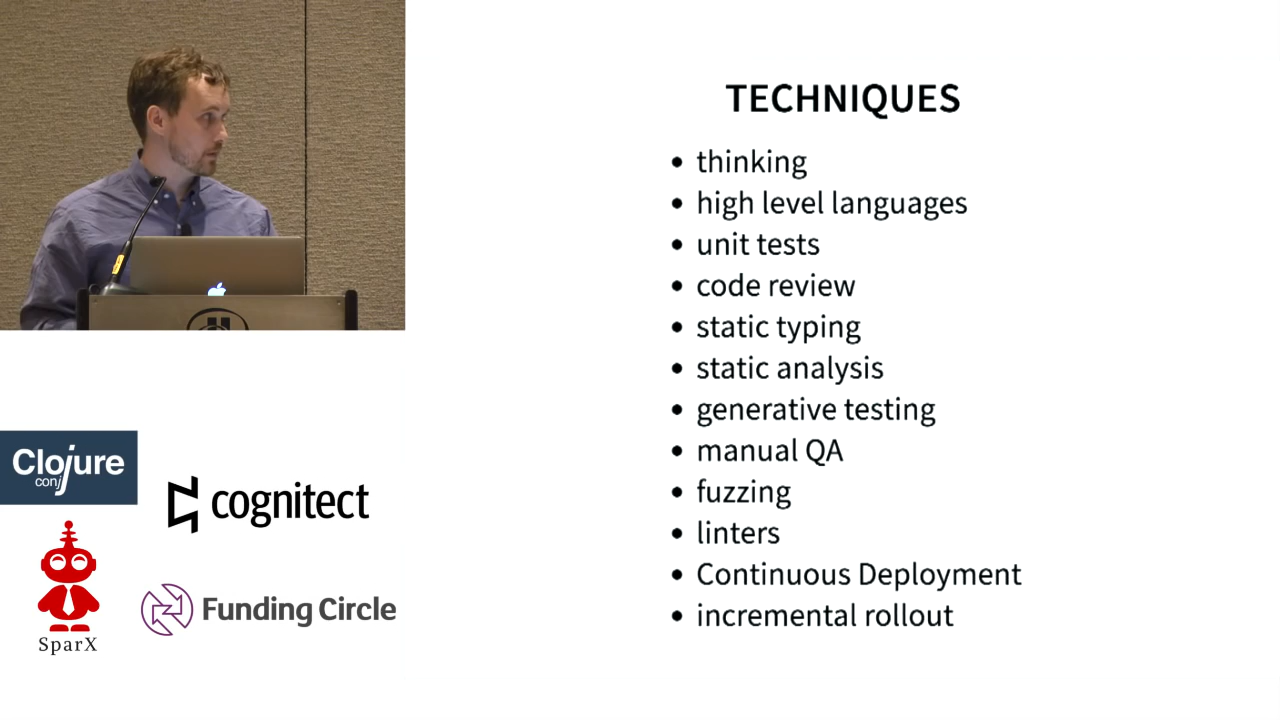 TECHNIQUES
thinking
high level languages
unit tests
code review
static typing
static analysis
generative testing
manual QA
fuzzing
linters
Continuous Deployment
incremental rollout
Clojure
conj
cognitect
SparX
Funding Circle